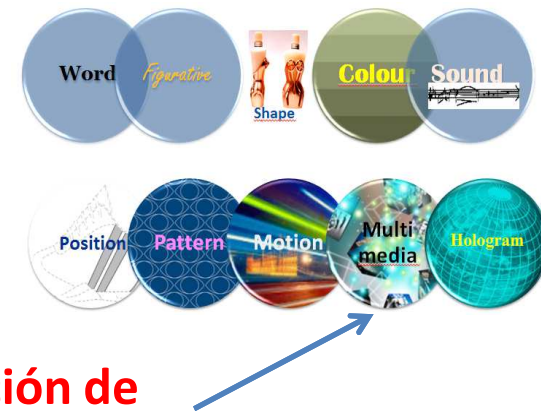 Word Figurative Colour Sound
Shape
Position Pattern Motion Multi media Hologram
ión de